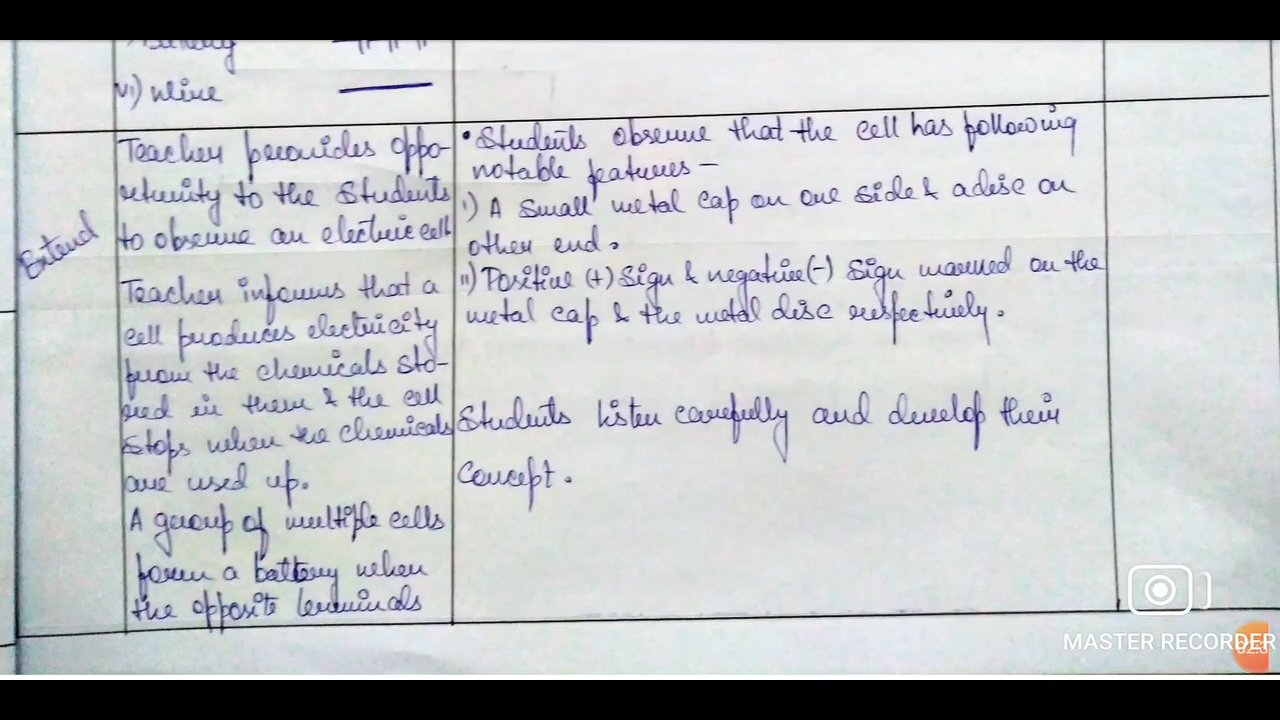 Battery
vi) Wire
Extend
Teacher provides oppo-
rtunity to the Students
to observe an electric cell
Teacher informs that a
cell produces electricity
from the chemicals sto-
red in them & the cell
stops when the chemicals
are used up.
A group of multiple cells
form a battery when
the opposite terminals
• Students observe that the cell has following
notable features –
i) A small metal cap on one side & a disc on
other end.
ii) Positive (+) Sign & negative (-) Sign marked on the
metal cap & the metal disc respectively.
Students listen carefully and develop their
concept.
MASTER RECORDER